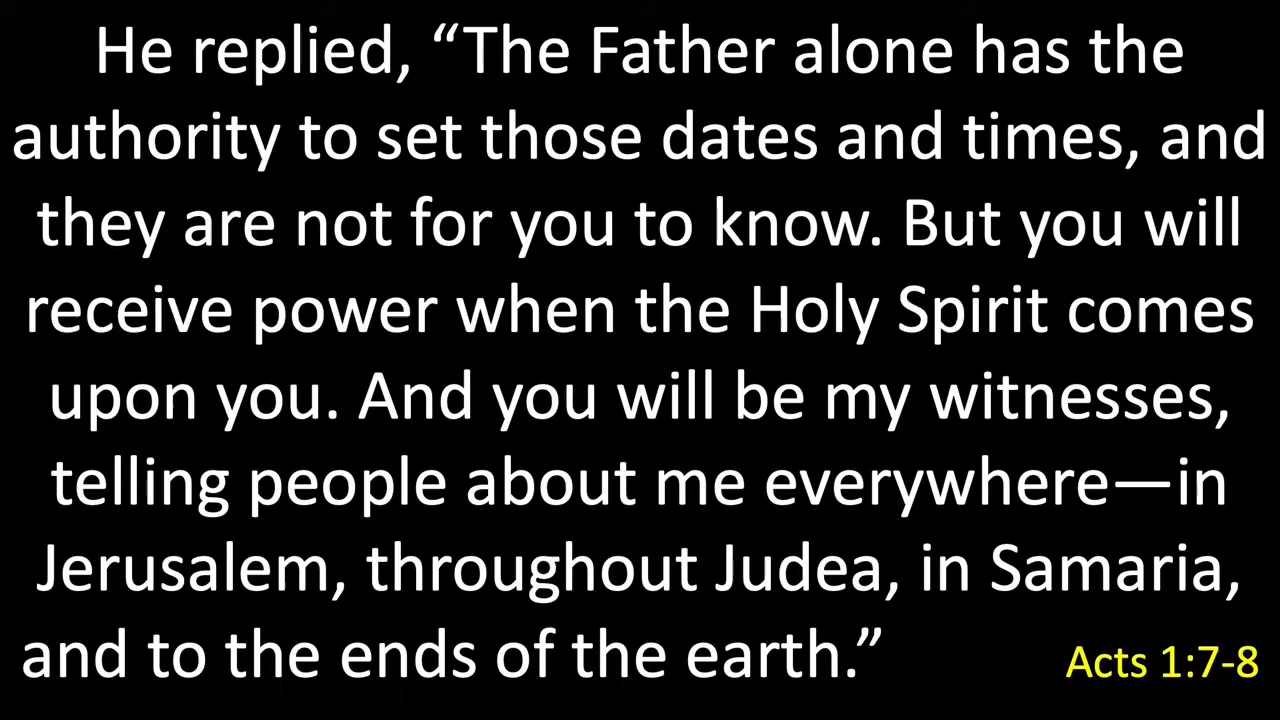 He replied, “The Father alone has the
authority to set those dates and times, and
they are not for you to know. But you will
receive power when the Holy Spirit comes
upon you. And you will be my witnesses,
telling people about me everywhere—in
Jerusalem, throughout Judea, in Samaria,
and to the ends of the earth.”
Acts 1:7-8